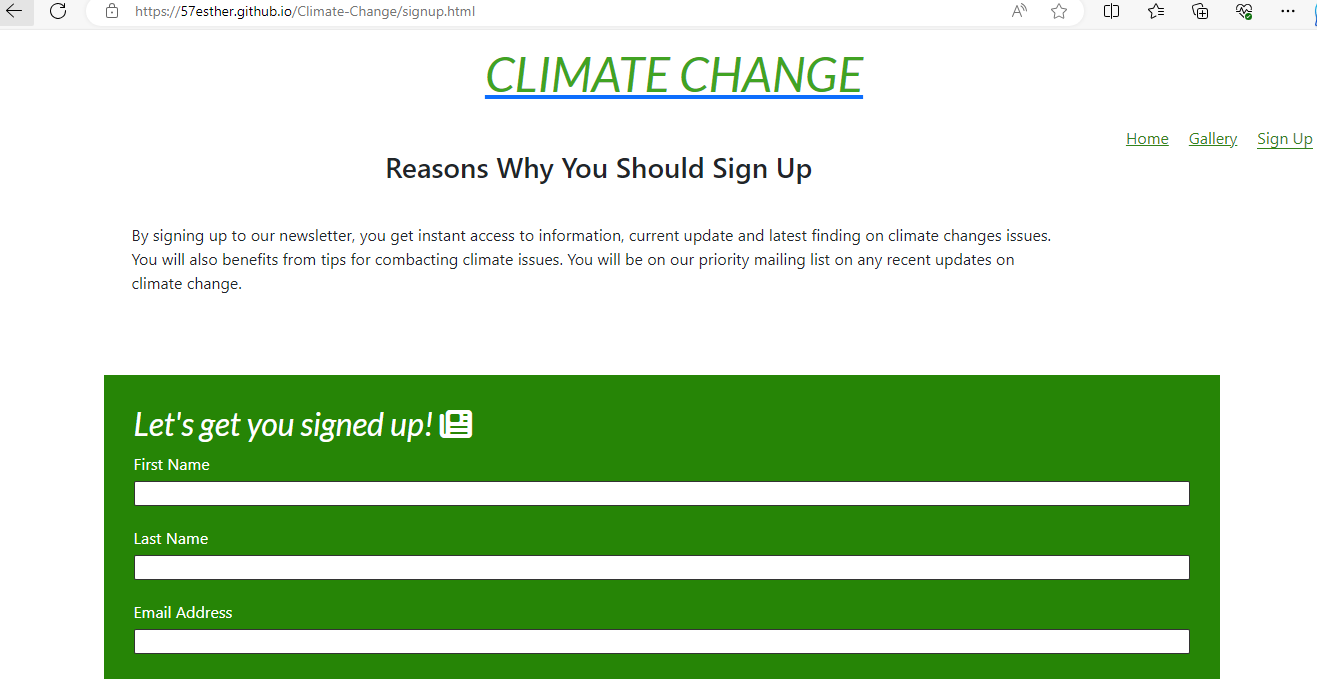 https://57esther.github.io/Climate-Change/signup.html
CLIMATE CHANGE
Home Gallery Sign Up
Reasons Why You Should Sign Up
By signing up to our newsletter, you get instant access to information, current update and latest finding on climate changes issues.
You will also benefits from tips for combacting climate issues. You will be on our priority mailing list on any recent updates on
climate change.
Let's get you signed up!
First Name
Last Name
Email Address